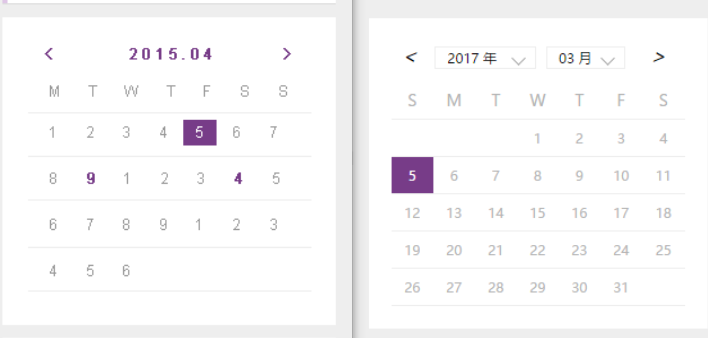 < 2015.04 >
M T W T F S S
1 2 3 4 5 6 7
8 9 1 2 3 4 5
6 7 8 9 1 2 3
4 5 6
< 2017 年 03 月 >
S M T W T F S
1 2 3 4
5 6 7 8 9 10 11
12 13 14 15 16 17 18
19 20 21 22 23 24 25
26 27 28 29 30 31